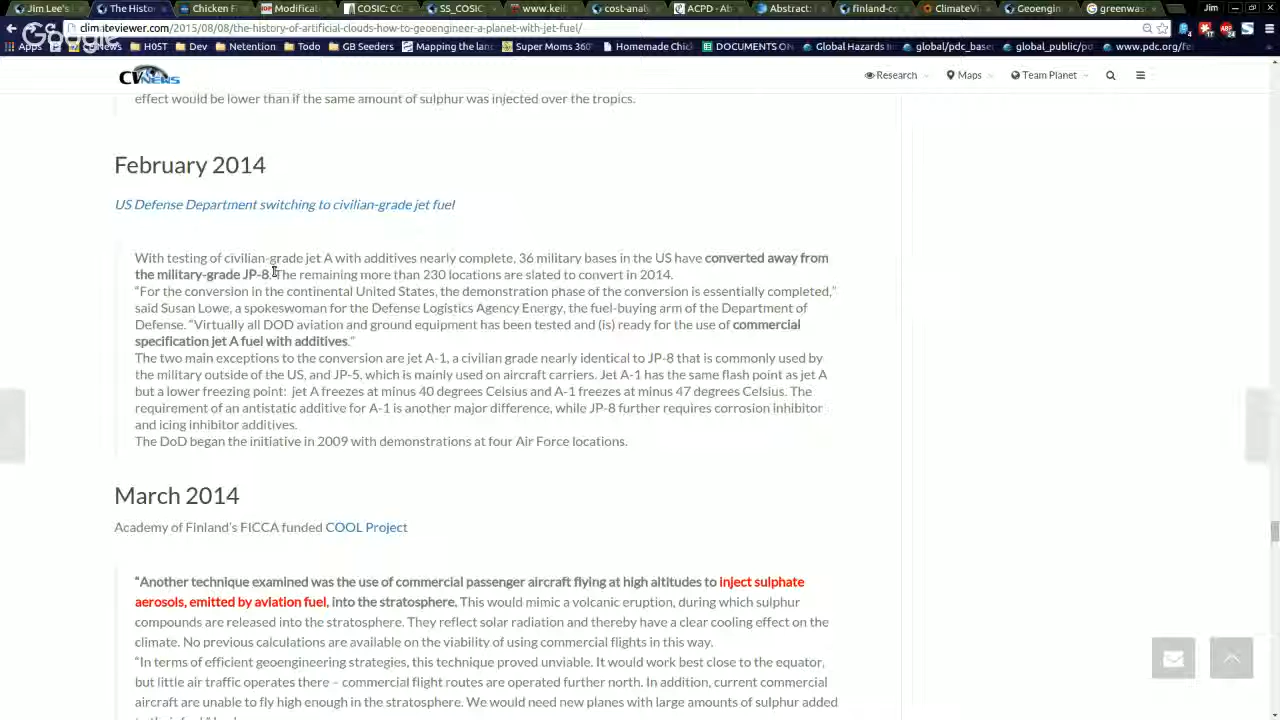 Jim Lee's
The Histor
Chicken F
Modificati
COSIC: CC
SS_COSIC
www.keit
cost-analy
ACPD - At
Abstract:
finland-co
ClimateVi
Geoengin
greenwas
Jim
climateviewer.com/2015/08/08/the-history-of-artificial-clouds-how-to-geoengineer-a-planet-with-jet-fuel/
Google
Apps
News
H0ST
Dev
Netention
Todo
GB Seeders
Mapping the lan
Super Moms 360°
Homemade Chick
DOCUMENTS ON
Global Hazards
global/pdc_base
global_public/pd
www.pdc.org/fe
CV NEWS
Research
Maps
Team Planet
effect would be lower than if the same amount of sulphur was injected over the tropics.
February 2014
US Defense Department switching to civilian-grade jet fuel
With testing of civilian-grade jet A with additives nearly complete, 36 military bases in the US have converted away from
the military-grade JP-8. The remaining more than 230 locations are slated to convert in 2014.
“For the conversion in the continental United States, the demonstration phase of the conversion is essentially completed,”
said Susan Lowe, a spokeswoman for the Defense Logistics Agency Energy, the fuel-buying arm of the Department of
Defense. “Virtually all DOD aviation and ground equipment has been tested and (is) ready for the use of commercial
specification jet A fuel with additives.”
The two main exceptions to the conversion are jet A-1, a civilian grade nearly identical to JP-8 that is commonly used by
the military outside of the US, and JP-5, which is mainly used on aircraft carriers. Jet A-1 has the same flash point as jet A
but a lower freezing point: jet A freezes at minus 40 degrees Celsius and A-1 freezes at minus 47 degrees Celsius. The
requirement of an antistatic additive for A-1 is another major difference, while JP-8 further requires corrosion inhibitor
and icing inhibitor additives.
The DoD began the initiative in 2009 with demonstrations at four Air Force locations.
March 2014
Academy of Finland’s FICCA funded COOL Project
“Another technique examined was the use of commercial passenger aircraft flying at high altitudes to inject sulphate
aerosols, emitted by aviation fuel, into the stratosphere. This would mimic a volcanic eruption, during which sulphur
compounds are released into the stratosphere. They reflect solar radiation and thereby have a clear cooling effect on the
climate. No previous calculations are available on the viability of using commercial flights in this way.
“In terms of efficient geoengineering strategies, this technique proved unviable. It would work best close to the equator,
but little air traffic operates there – commercial flight routes are operated further north. In addition, current commercial
aircraft are unable to fly high enough in the stratosphere. We would need new planes with large amounts of sulphur added